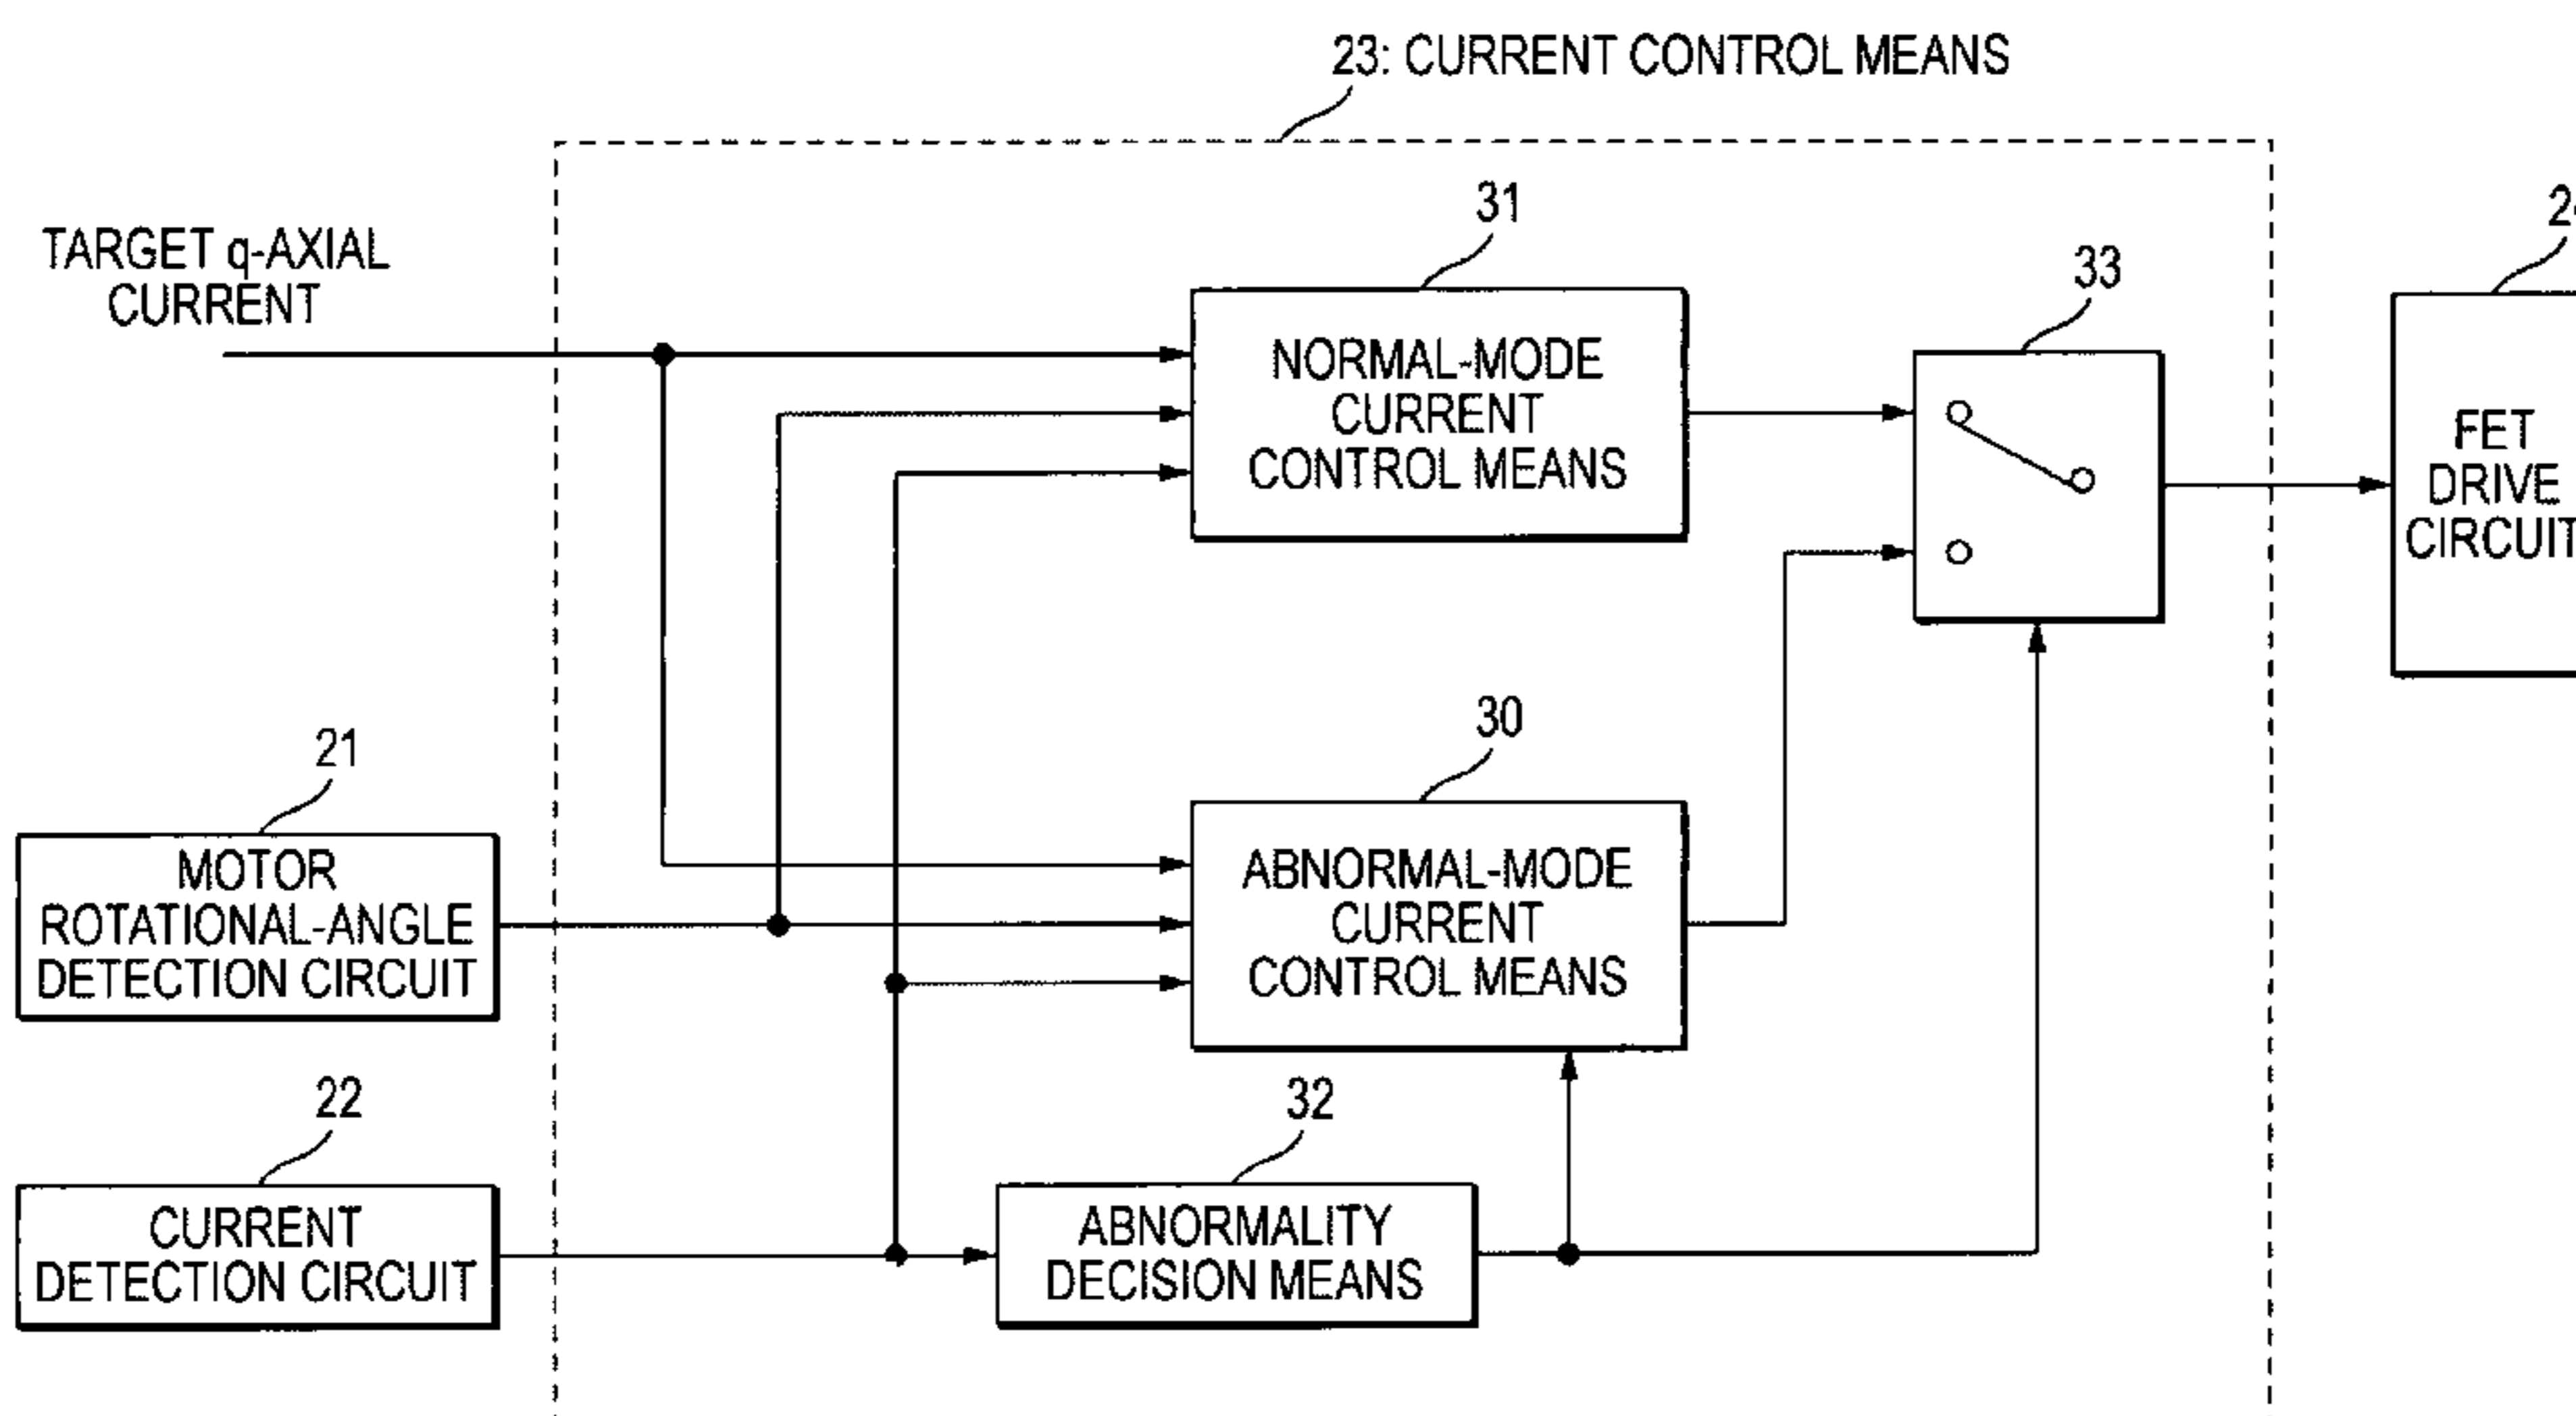 23: CURRENT CONTROL MEANS
TARGET q-AXIAL
CURRENT
31
NORMAL-MODE
CURRENT
CONTROL MEANS
33
FET
DRIVE
CIRCUIT
30
ABNORMAL-MODE
CURRENT
CONTROL MEANS
21
MOTOR
ROTATIONAL-ANGLE
DETECTION CIRCUIT
22
CURRENT
DETECTION CIRCUIT
32
ABNORMALITY
DECISION MEANS